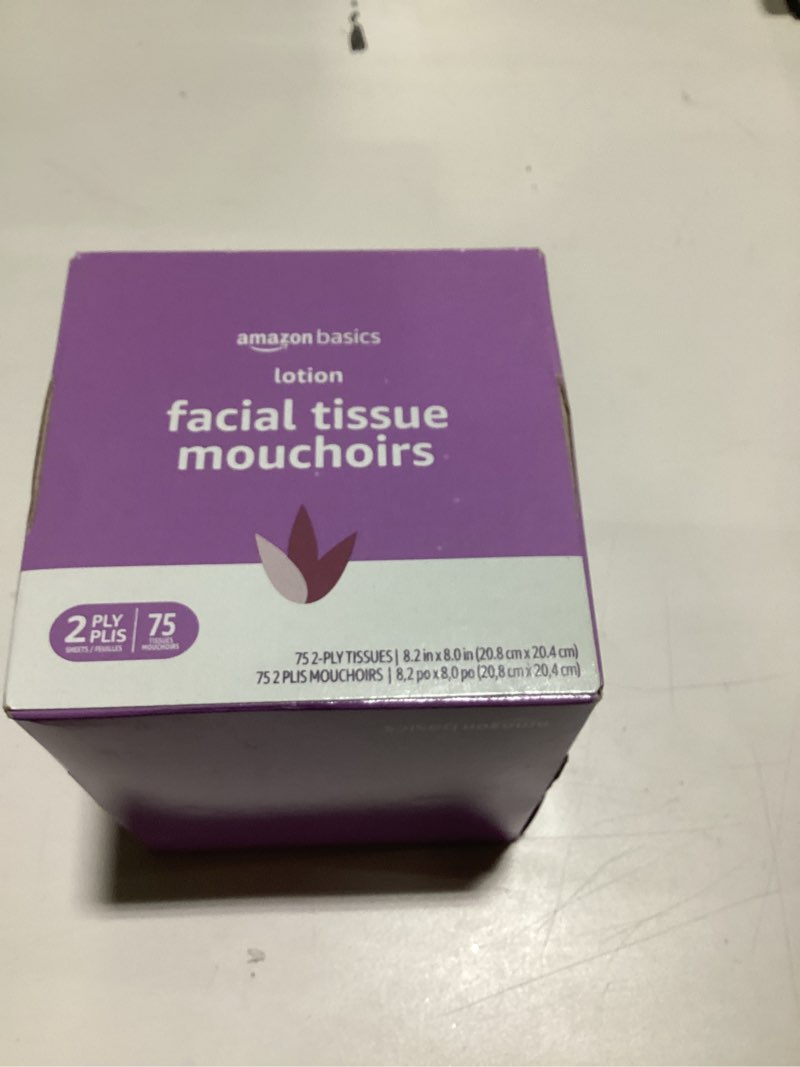 amazon basics
lotion
facial tissue
mouchoirs
2 PLY PLIS SHEETS / FEUILLES
75 TISSUES MOUCHOIRS
75 2-PLY TISSUES | 8.2 in x 8.0 in (20.8 cm x 20.4 cm)
75 2 PLIS MOUCHOIRS | 8,2 po x 8,0 po (20,8 cm x 20,4 cm)
amazon basics